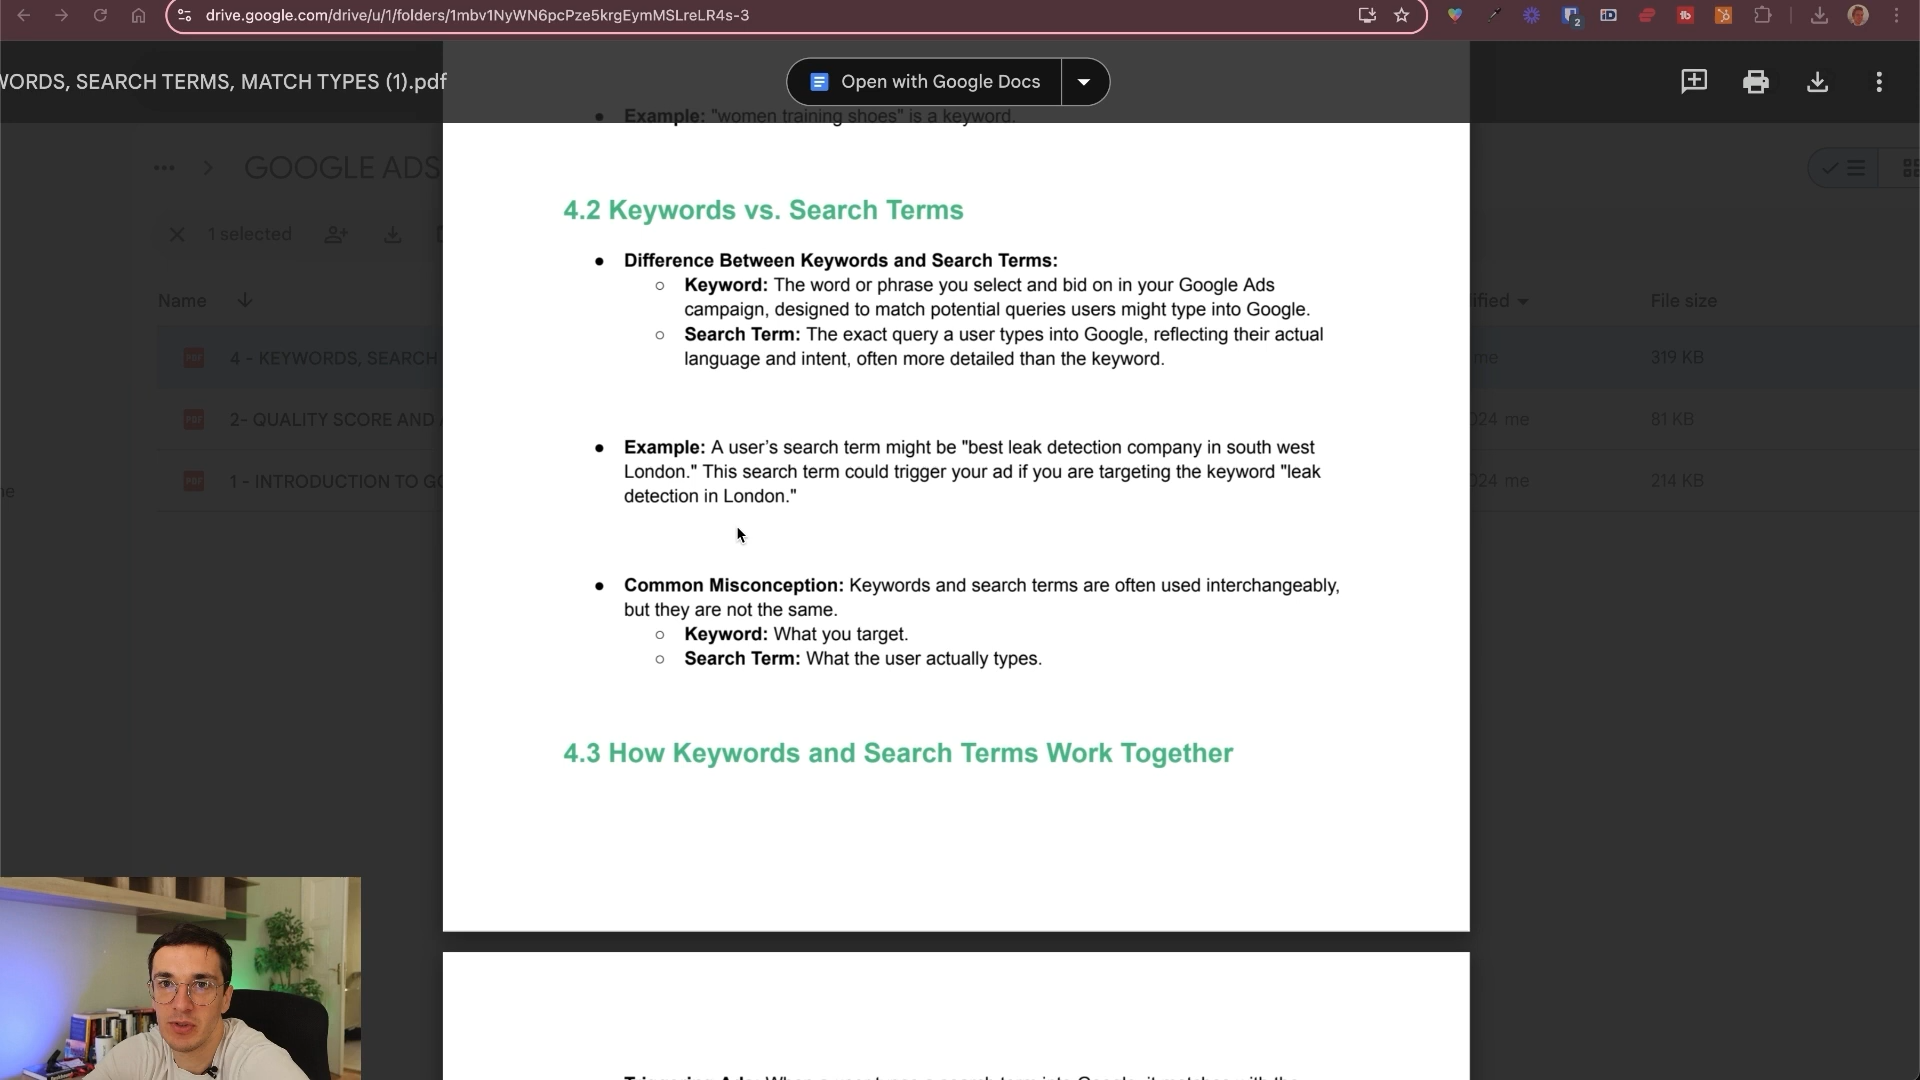 drive.google.com/drive/u/1/folders/1mbv1NyWN6pcPze5krgEymMSLreLR4s-3
WORDS, SEARCH TERMS, MATCH TYPES (1).pdf
Open with Google Docs
Example: "women training shoes" is a keyword.
GOOGLE ADS
4.2 Keywords vs. Search Terms
1 selected
Difference Between Keywords and Search Terms:
Keyword: The word or phrase you select and bid on in your Google Ads
campaign, designed to match potential queries users might type into Google.
Search Term: The exact query a user types into Google, reflecting their actual
language and intent, often more detailed than the keyword.
Name
File size
4 - KEYWORDS, SEARCH
me
319 KB
2- QUALITY SCORE AND
024 me
81 KB
1 - INTRODUCTION TO GO
024 me
214 KB
Example: A user’s search term might be "best leak detection company in south west
London." This search term could trigger your ad if you are targeting the keyword "leak
detection in London."
Common Misconception: Keywords and search terms are often used interchangeably,
but they are not the same.
Keyword: What you target.
Search Term: What the user actually types.
4.3 How Keywords and Search Terms Work Together